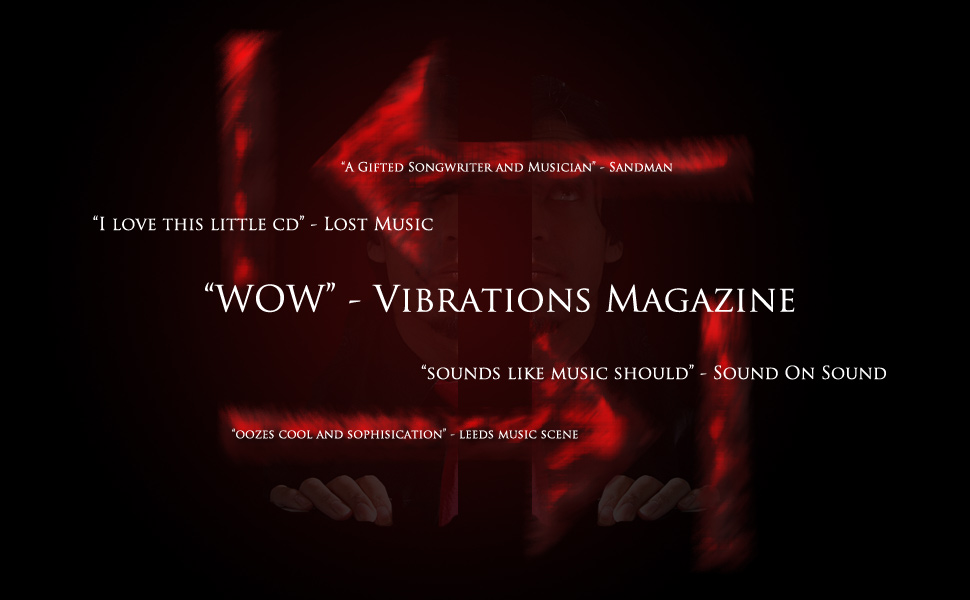 “A Gifted Songwriter and Musician” - Sandman
“I love this little cd” - Lost Music
“WOW” - Vibrations Magazine
“sounds like music should” - Sound On Sound
“oozes cool and sophisication” - leeds music scene